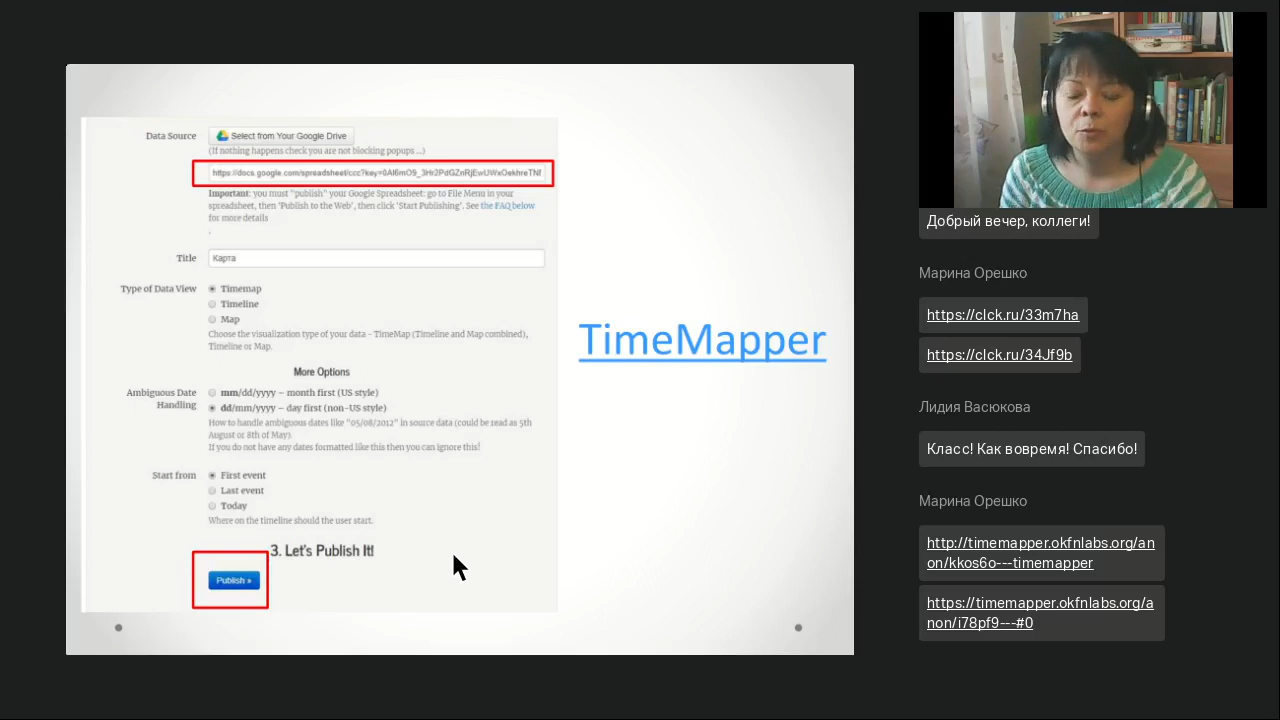 Data Source
Select from Your Google Drive
(If nothing happens check you are not blocking popups ...)
https://docs.google.com/spreadsheet/ccc?key=0Al6mO9_3Hr2PdGZnRjEwUWxOekhreTNf
Important: you must "publish" your Google Spreadsheet: go to File Menu in your
spreadsheet, then 'Publish to the Web', then click 'Start Publishing'. See the FAQ below
for more details
.
Title
Карта
Type of Data View
Timemap
Timeline
Map
Choose the visualization type of your data - TimeMap (Timeline and Map combined),
Timeline or Map.
More Options
Ambiguous Date
Handling
mm/dd/yyyy – month first (US style)
dd/mm/yyyy – day first (non-US style)
How to handle ambiguous dates like "05/08/2012" in source data (could be read as 5th
August or 8th of May).
If you do not have any dates formatted like this then you can ignore this!
Start from
First event
Last event
Today
Where on the timeline should the user start.
3. Let's Publish It!
Publish »
TimeMapper
Добрый вечер, коллеги!
Марина Орешко
https://clck.ru/33m7ha
https://clck.ru/34Jf9b
Лидия Васюкова
Класс! Как вовремя! Спасибо!
Марина Орешко
http://timemapper.okfnlabs.org/an
on/kkos6o---timemapper
https://timemapper.okfnlabs.org/a
non/i78pf9---#0